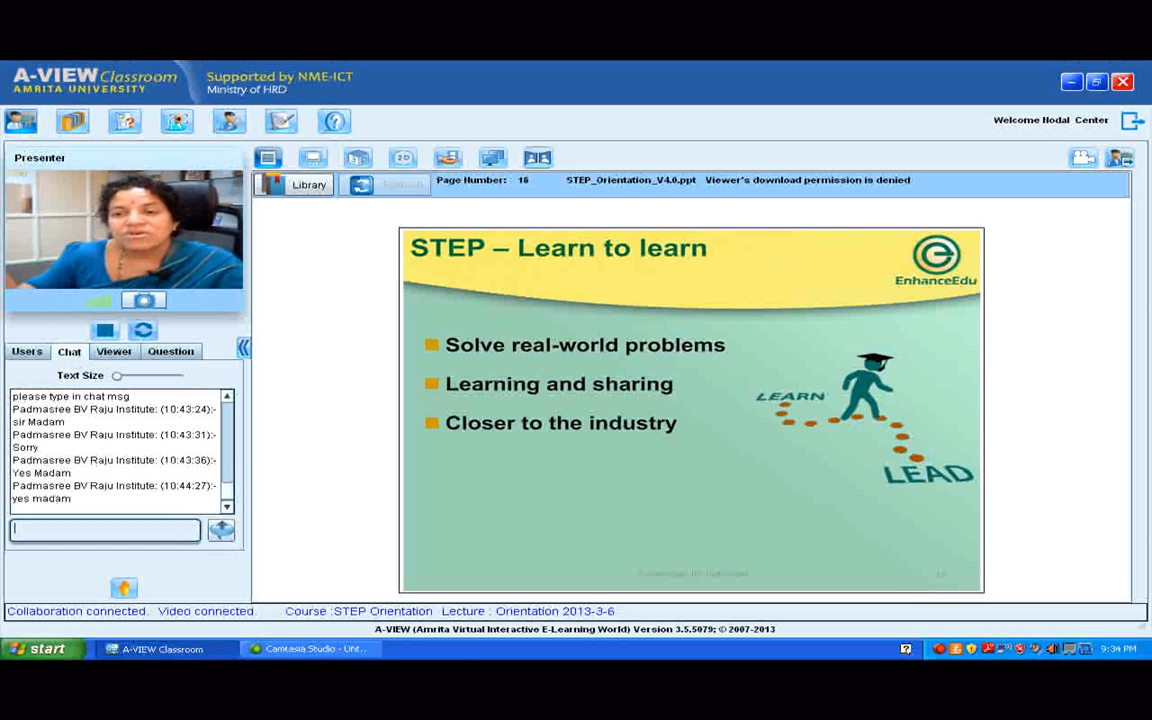 A-VIEW Classroom
AMRITA UNIVERSITY
Supported by NME-ICT
Ministry of HRD
Welcome Nodal Center
Presenter
2D
Library
Page Number: 16 STEP_Orientation_V4.0.ppt Viewer's download permission is denied
STEP – Learn to learn
EnhanceEdu
Solve real-world problems
Learning and sharing
Closer to the industry
LEARN
LEAD
Users Chat Viewer Question
Text Size
please type in chat msg
Padmasree BV Raju Institute: (10:43:24):-
sir Madam
Padmasree BV Raju Institute: (10:43:31):-
Sorry
Padmasree BV Raju Institute: (10:43:36):-
Yes Madam
Padmasree BV Raju Institute: (10:44:27):-
yes madam
Collaboration connected. Video connected. Course :STEP Orientation Lecture : Orientation 2013-3-6
A-VIEW (Amrita Virtual Interactive E-Learning World) Version 3.5.5079; © 2007-2013
start
A-VIEW Classroom
Camtasia Studio - Unt...
9:34 PM